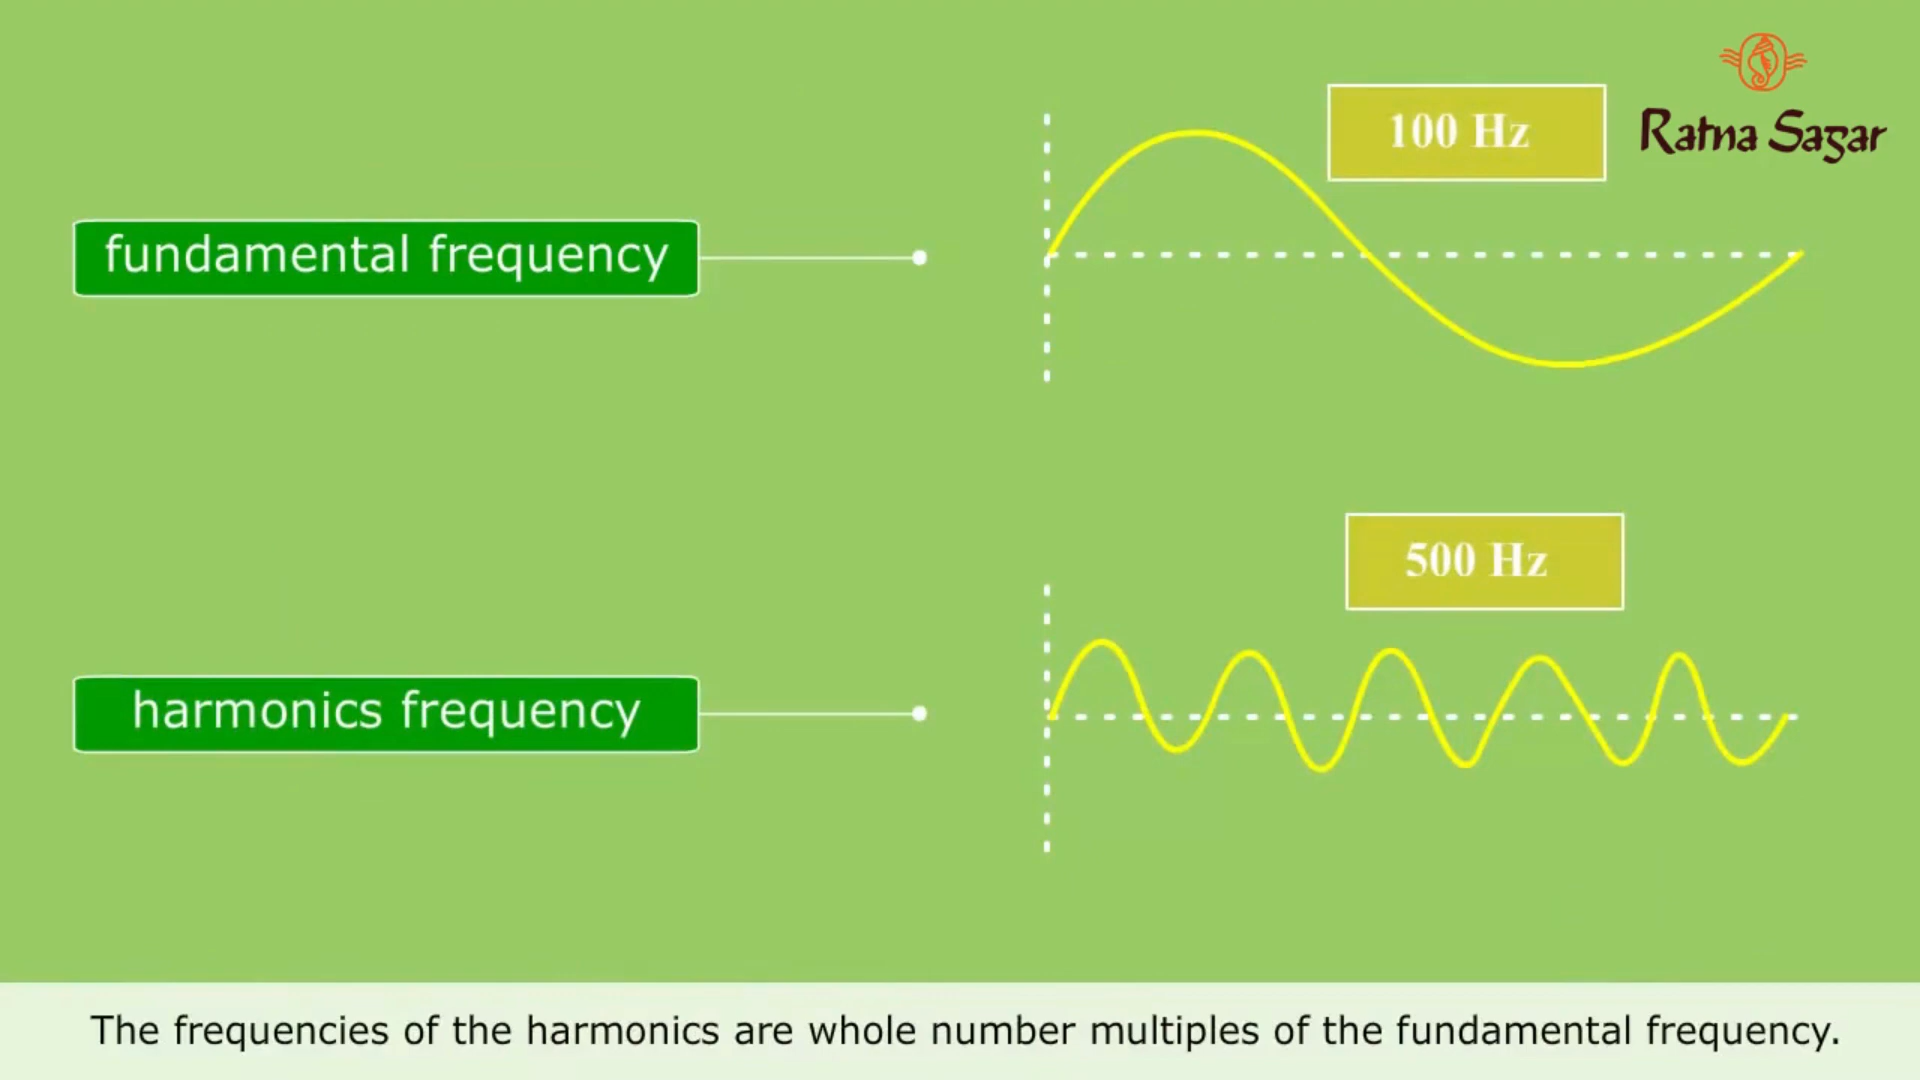 Ratna Sagar
100 Hz
fundamental frequency
500 Hz
harmonics frequency
The frequencies of the harmonics are whole number multiples of the fundamental frequency.